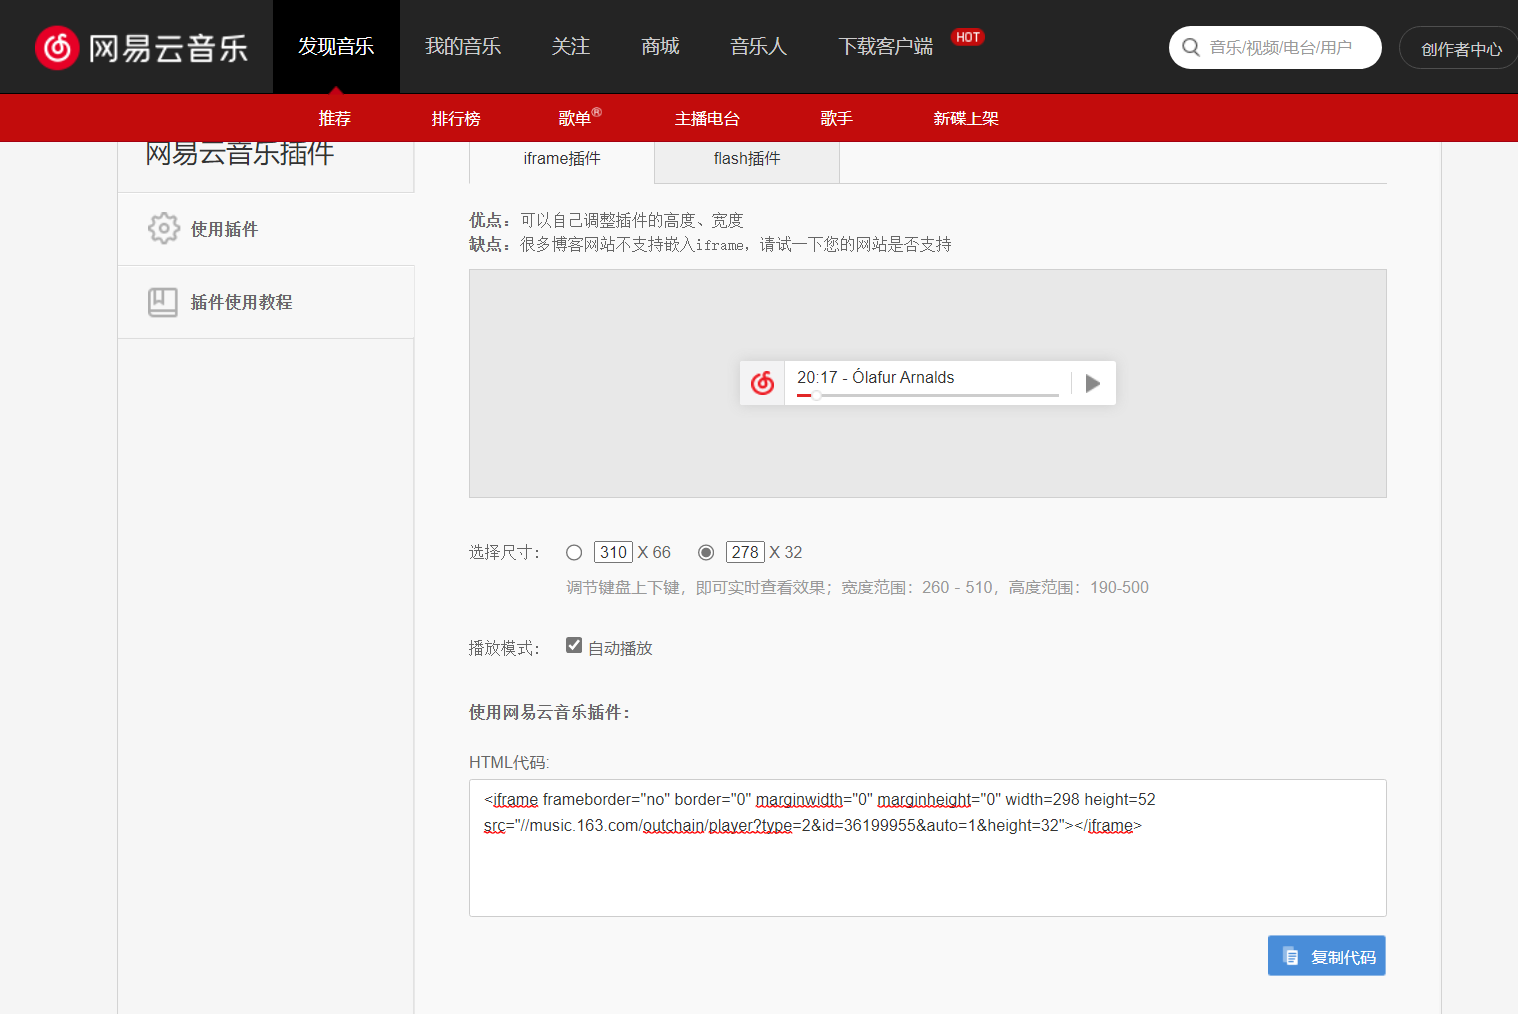 网易云音乐
发现音乐
我的音乐
关注
商城
音乐人
下载客户端
HOT
音乐/视频/电台/用户
创作者中心
推荐
排行榜
歌单®
主播电台
歌手
新碟上架
网易云音乐插件
使用插件
插件使用教程
iframe插件
flash插件
优点：可以自己调整插件的高度、宽度
缺点：很多博客网站不支持嵌入iframe，请试一下您的网站是否支持
20:17 - Ólafur Arnalds
选择尺寸： 310 X 66 278 X 32
调节键盘上下键，即可实时查看效果；宽度范围：260 - 510，高度范围：190-500
播放模式： 自动播放
使用网易云音乐插件：
HTML代码:
<iframe frameborder="no" border="0" marginwidth="0" marginheight="0" width=298 height=52
src="//music.163.com/outchain/player?type=2&id=36199955&auto=1&height=32"></iframe>
复制代码